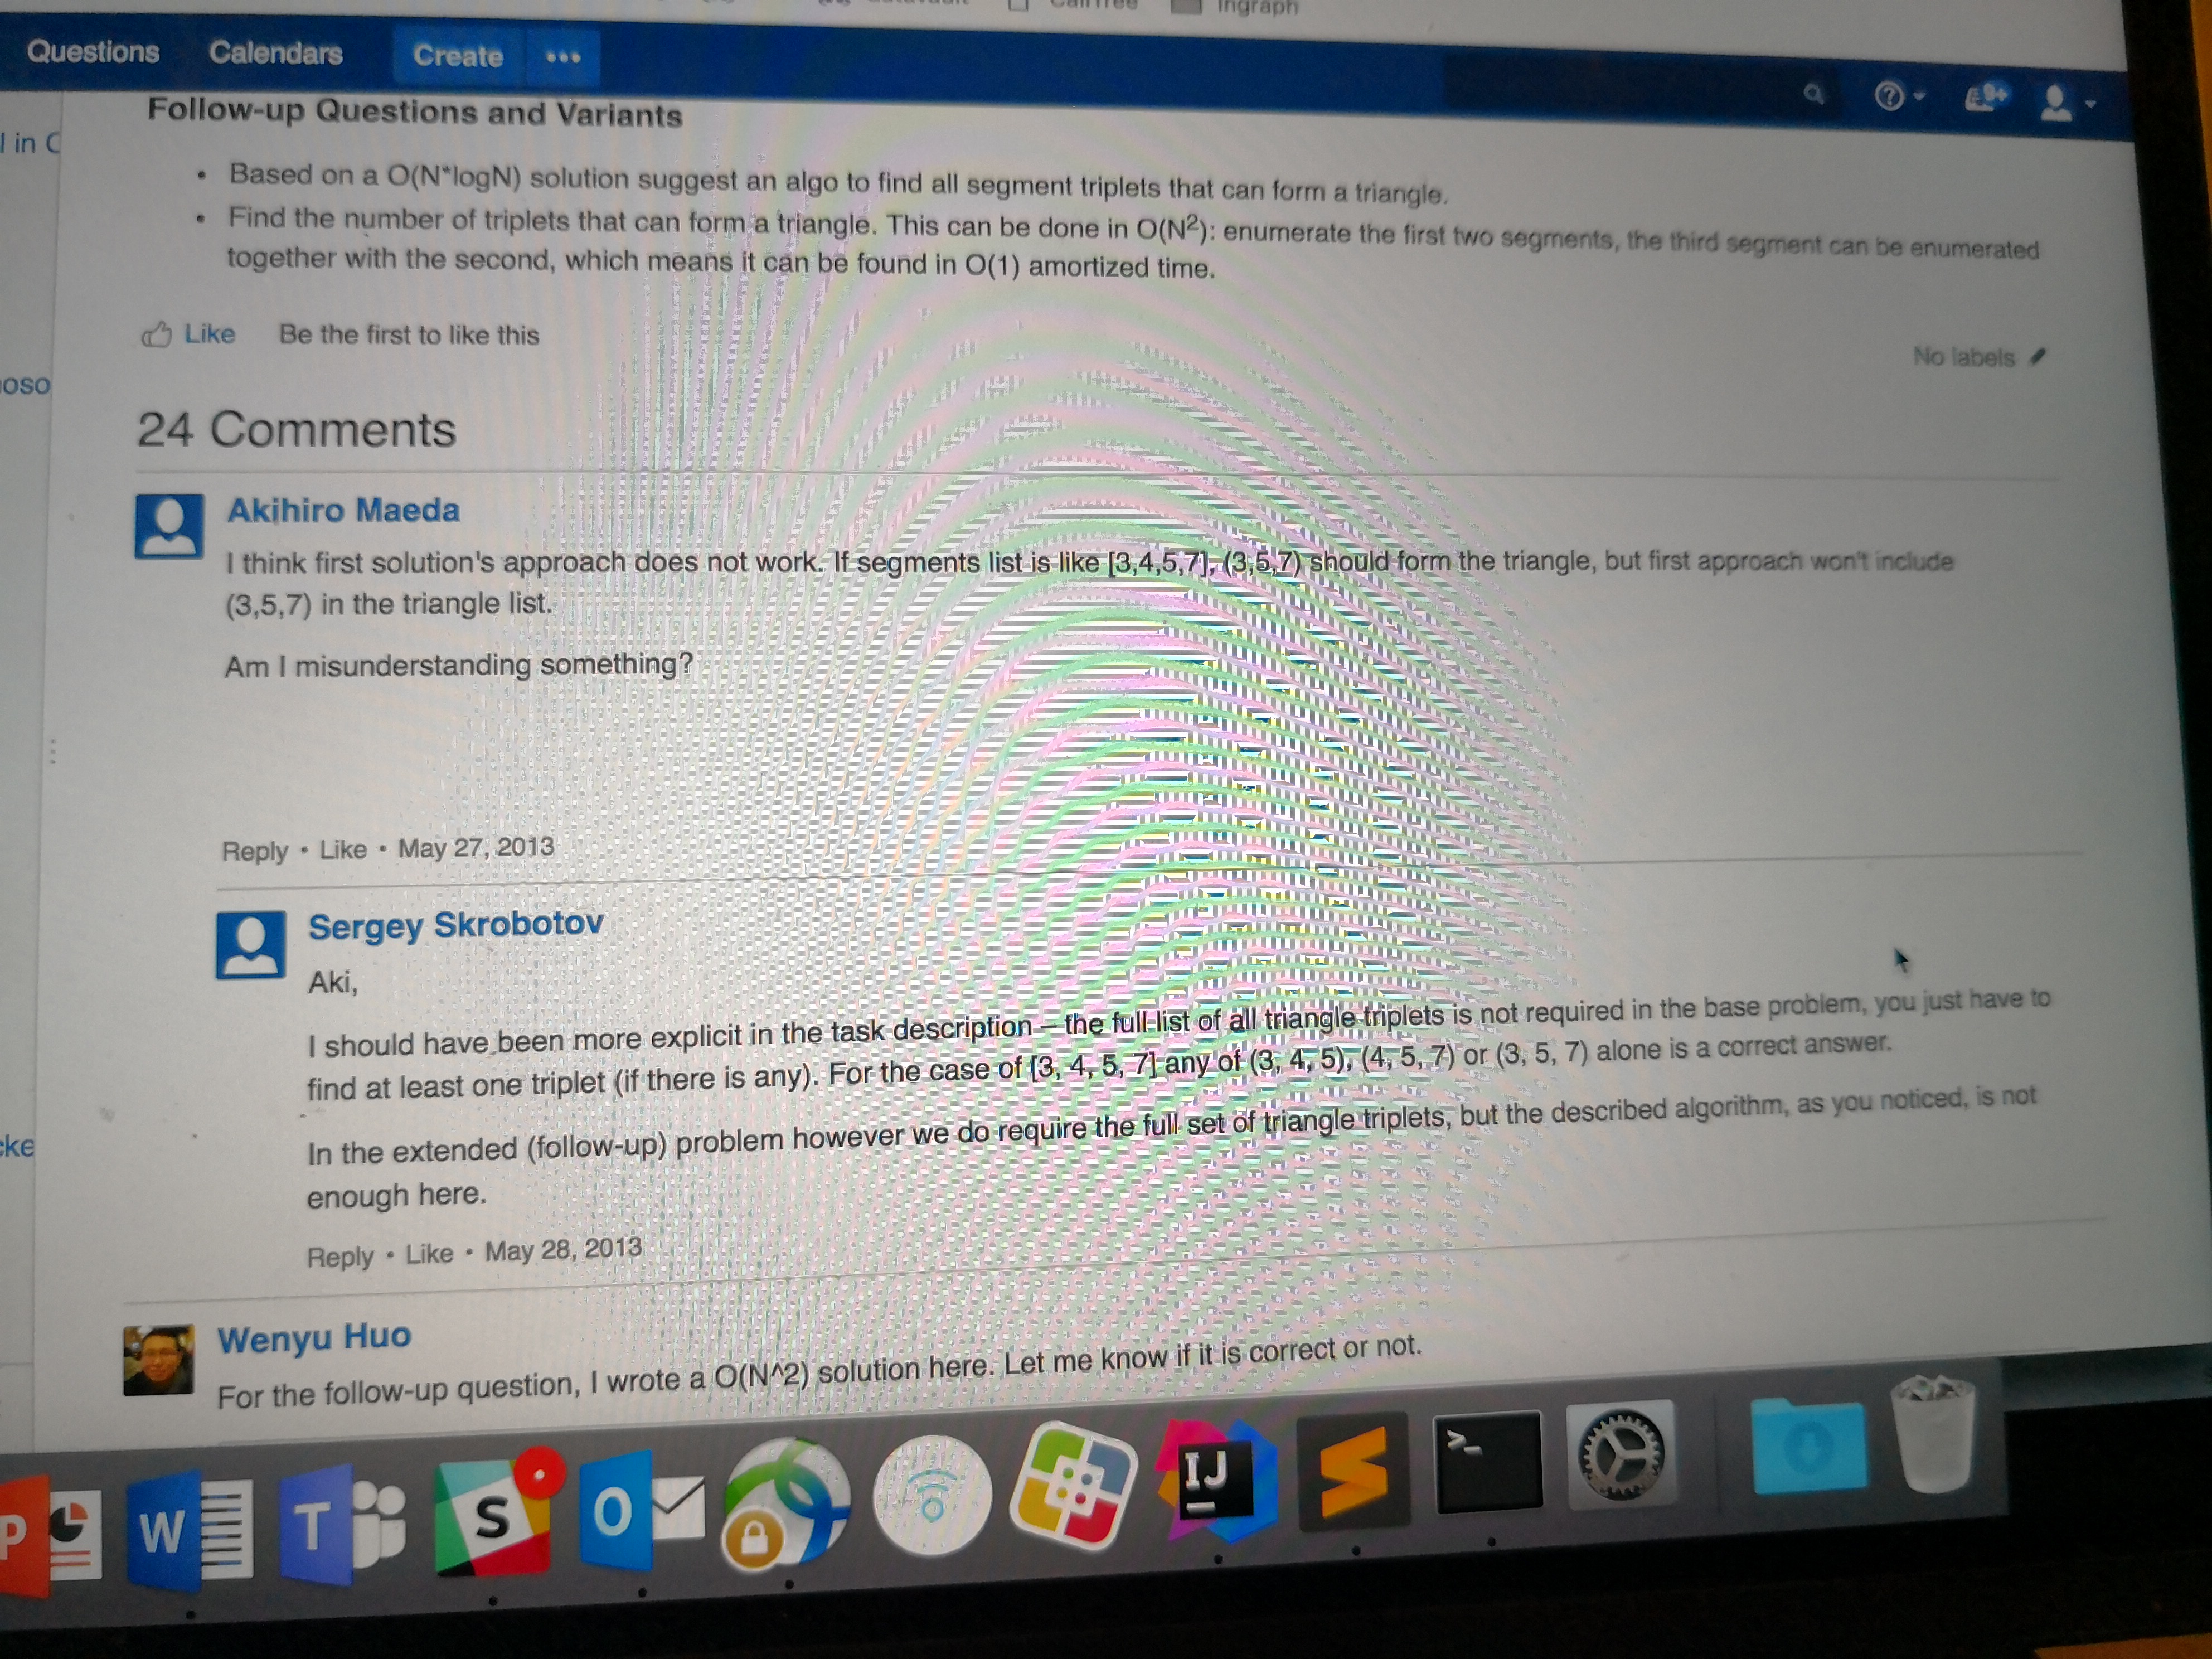 Ingraph
Questions Calendars Create •••
Follow-up Questions and Variants
l in C
• Based on a O(N*logN) solution suggest an algo to find all segment triplets that can form a triangle.
• Find the number of triplets that can form a triangle. This can be done in O(N²): enumerate the first two segments, the third segment can be enumerated
together with the second, which means it can be found in O(1) amortized time.
Like Be the first to like this
No labels
oso
24 Comments
Akihiro Maeda
I think first solution's approach does not work. If segments list is like [3,4,5,7], (3,5,7) should form the triangle, but first approach won't include
(3,5,7) in the triangle list.
Am I misunderstanding something?
Reply • Like • May 27, 2013
Sergey Skrobotov
Aki,
I should have been more explicit in the task description – the full list of all triangle triplets is not required in the base problem, you just have to
find at least one triplet (if there is any). For the case of [3, 4, 5, 7] any of (3, 4, 5), (4, 5, 7) or (3, 5, 7) alone is a correct answer.
cke
In the extended (follow-up) problem however we do require the full set of triangle triplets, but the described algorithm, as you noticed, is not
enough here.
Reply • Like • May 28, 2013
Wenyu Huo
For the follow-up question, I wrote a O(N^2) solution here. Let me know if it is correct or not.
P W T S O IJ S >_